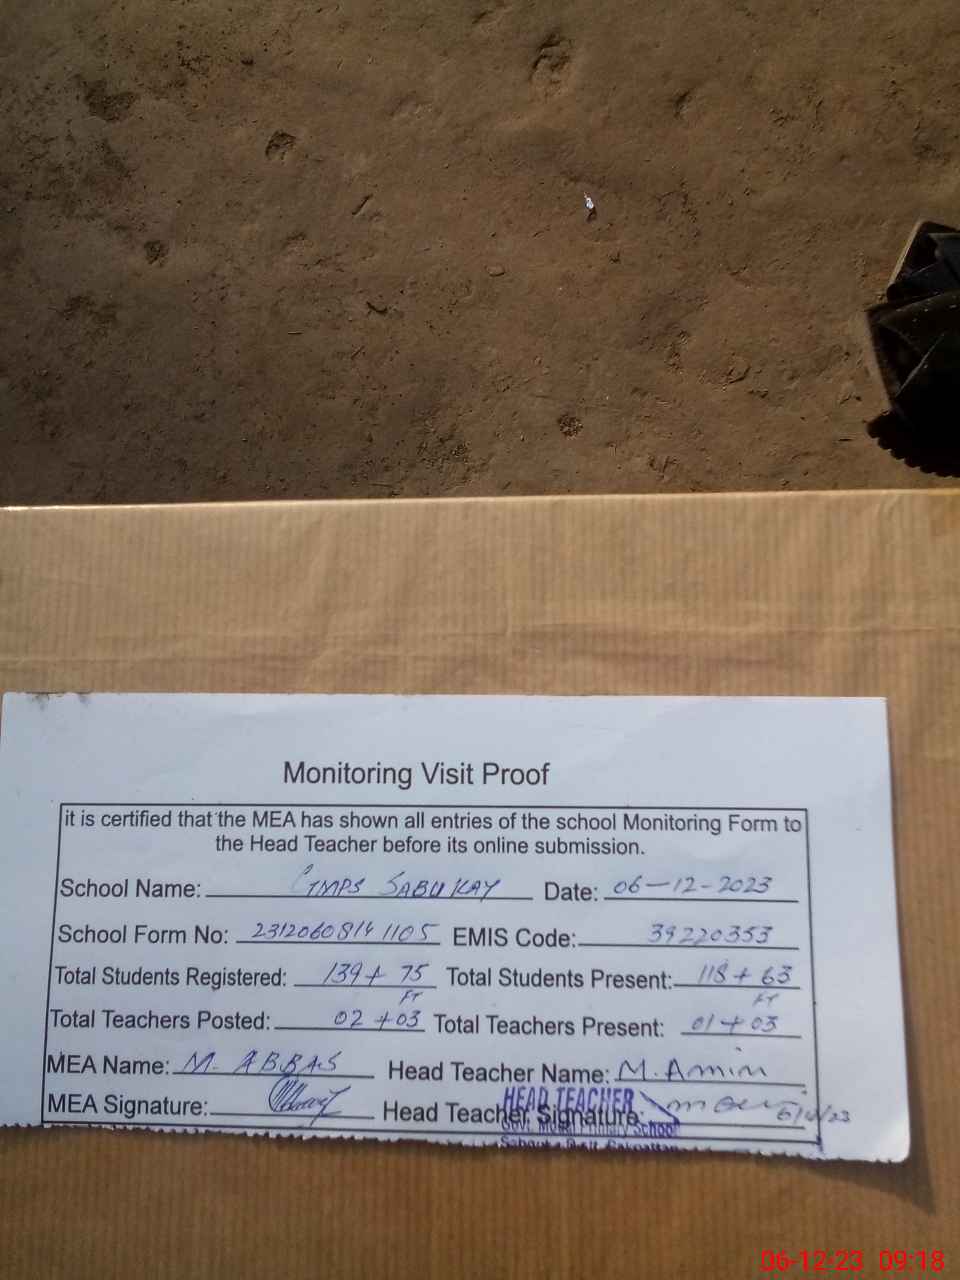 Monitoring Visit Proof
it is certified that the MEA has shown all entries of the school Monitoring Form to
the Head Teacher before its online submission.
School Name: GMPS SABUKAY Date: 06-12-2023
School Form No: 23120608141105 EMIS Code: 39220353
Total Students Registered: 139+75 Total Students Present: 118+63
FT FT
Total Teachers Posted: 02+03 Total Teachers Present: 01+03
MEA Name: M. ABBAS Head Teacher Name: M. Amin
MEA Signature: Head Teacher Signature: 6/12/23
HEAD TEACHER
Govt. Model Primary School
06-12-23 09:18